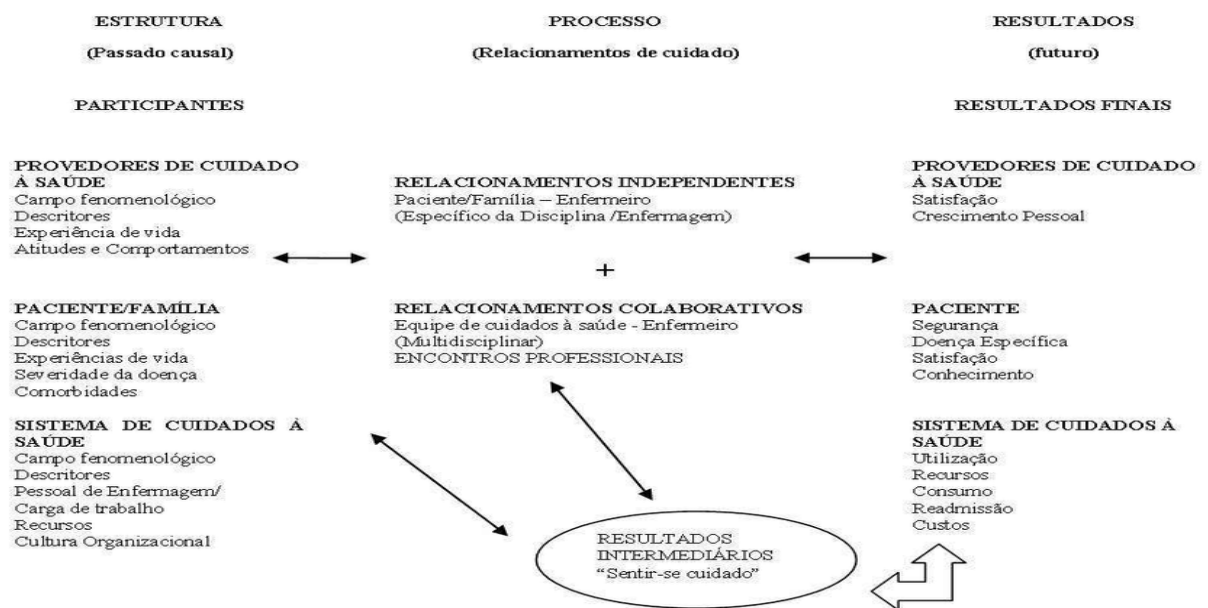 ESTRUTURA
(Passado causal)
PARTICIPANTES
PROVEDORES DE CUIDADO
À SAÚDE
Campo fenomenológico
Descritores
Experiência de vida
Atitudes e Comportamentos
PACIENTE/FAMÍLIA
Campo fenomenológico
Descritores
Experiências de vida
Severidade da doença
Comorbidades
SISTEMA DE CUIDADOS À
SAÚDE
Campo fenomenológico
Descritores
Pessoal de Enfermagem/
Carga de trabalho
Recursos
Cultura Organizacional
PROCESSO
(Relacionamentos de cuidado)
RELACIONAMENTOS INDEPENDENTES
Paciente/Família – Enfermeiro
(Específico da Disciplina /Enfermagem)
+
RELACIONAMENTOS COLABORATIVOS
Equipe de cuidados à saúde - Enfermeiro
(Multidisciplinar)
ENCONTROS PROFESSIONAIS
RESULTADOS
INTERMEDIÁRIOS
“Sentir-se cuidado”
RESULTADOS
(futuro)
RESULTADOS FINAIS
PROVEDORES DE CUIDADO
À SAÚDE
Satisfação
Crescimento Pessoal
PACIENTE
Segurança
Doença Específica
Satisfação
Conhecimento
SISTEMA DE CUIDADOS À
SAÚDE
Utilização
Recursos
Consumo
Readmissão
Custos